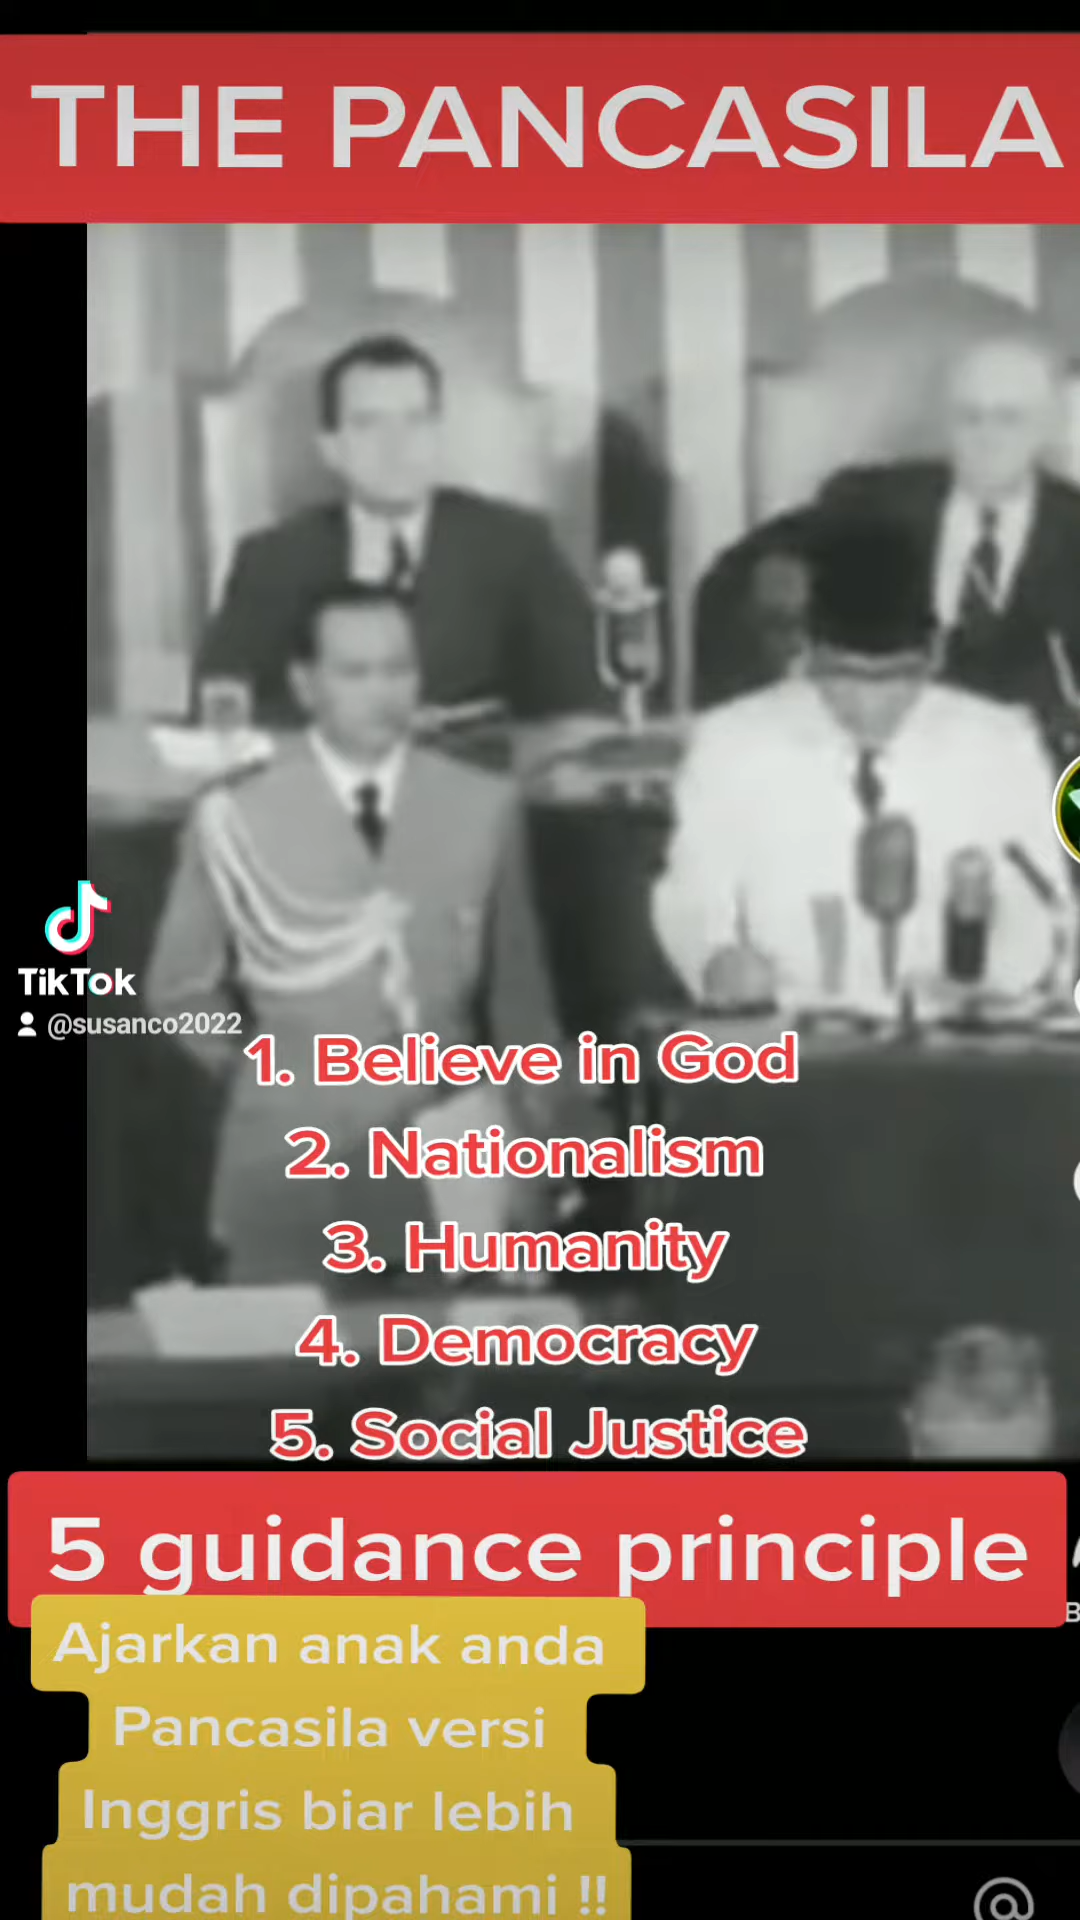 THE PANCASILA
TikTok
@susanco2022
1. Believe in God
2. Nationalism
3. Humanity
4. Democracy
5. Social Justice
5 guidance principle
Ajarkan anak anda
Pancasila versi
Inggris biar lebih
mudah dipahami !!
@